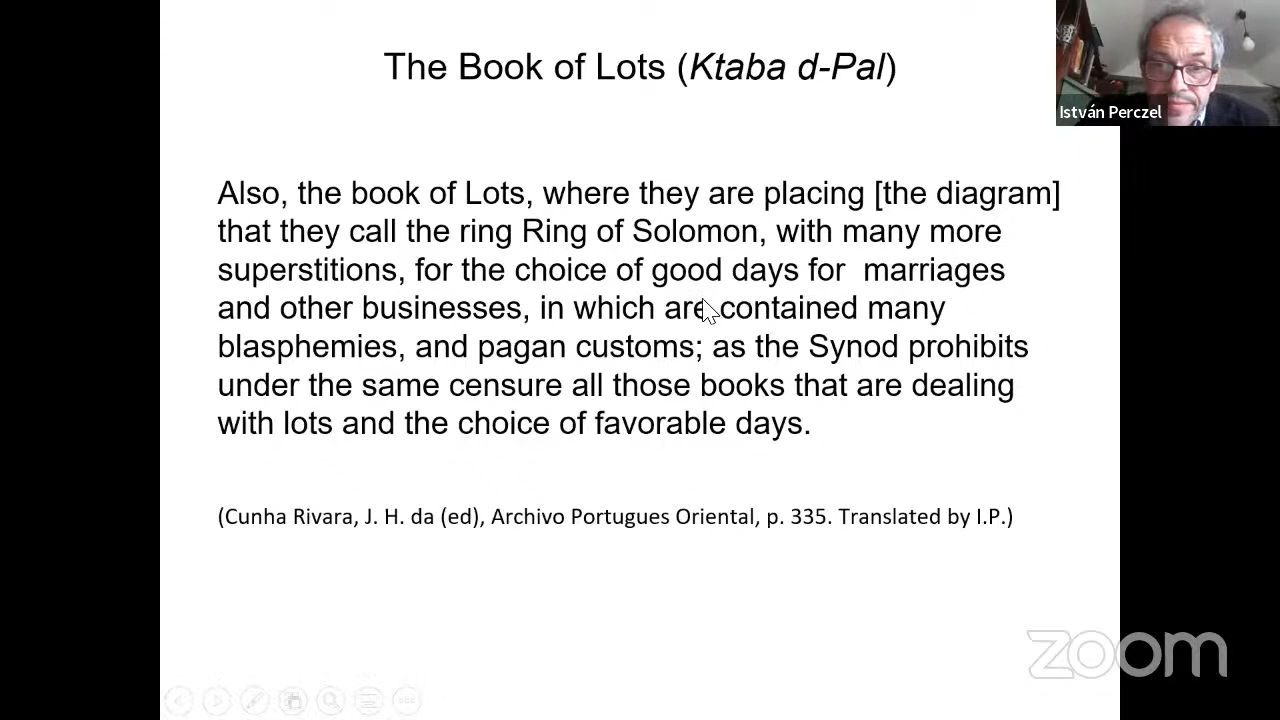 The Book of Lots (Ktaba d-Pal)
István Perczel
Also, the book of Lots, where they are placing [the diagram]
that they call the ring Ring of Solomon, with many more
superstitions, for the choice of good days for  marriages
and other businesses, in which are contained many
blasphemies, and pagan customs; as the Synod prohibits
under the same censure all those books that are dealing
with lots and the choice of favorable days.
(Cunha Rivara, J. H. da (ed), Archivo Portugues Oriental, p. 335. Translated by I.P.)
zoom